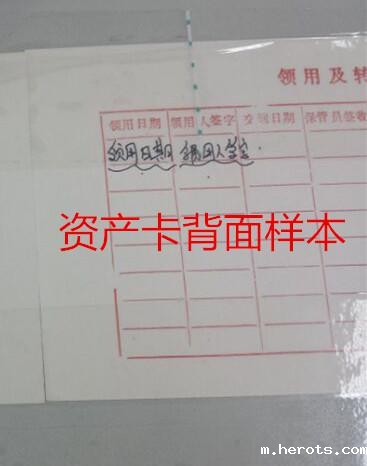 领用及转
领用日期 领用人签字 交回日期 保管员签收
领用日期 领用人签字.
资产卡背面样本
m.herots.com